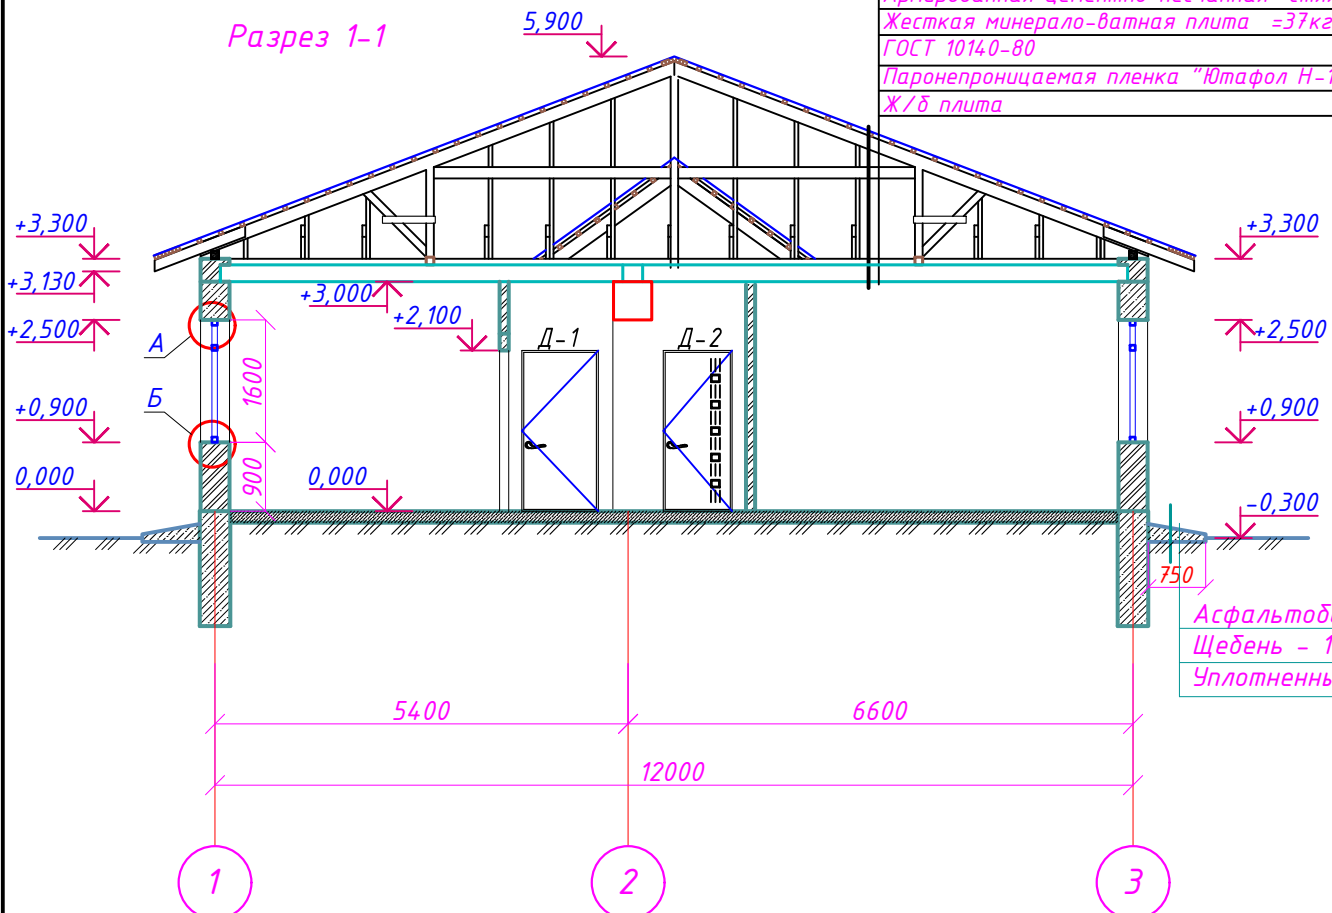 Разрез 1-1
5,900
Жесткая минерало-ватная плита =37кг
ГОСТ 10140-80
Паронепроницаемая пленка "Ютафол Н-1
Ж/б плита
+3,300
+3,300
+3,130
+3,000
+2,100
+2,500
+2,500
А
Д-1
Д-2
1600
Б
+0,900
+0,900
900
0,000
0,000
-0,300
750
Асфальтоб
Щебень - 1
Уплотненны
5400
6600
12000
1
2
3